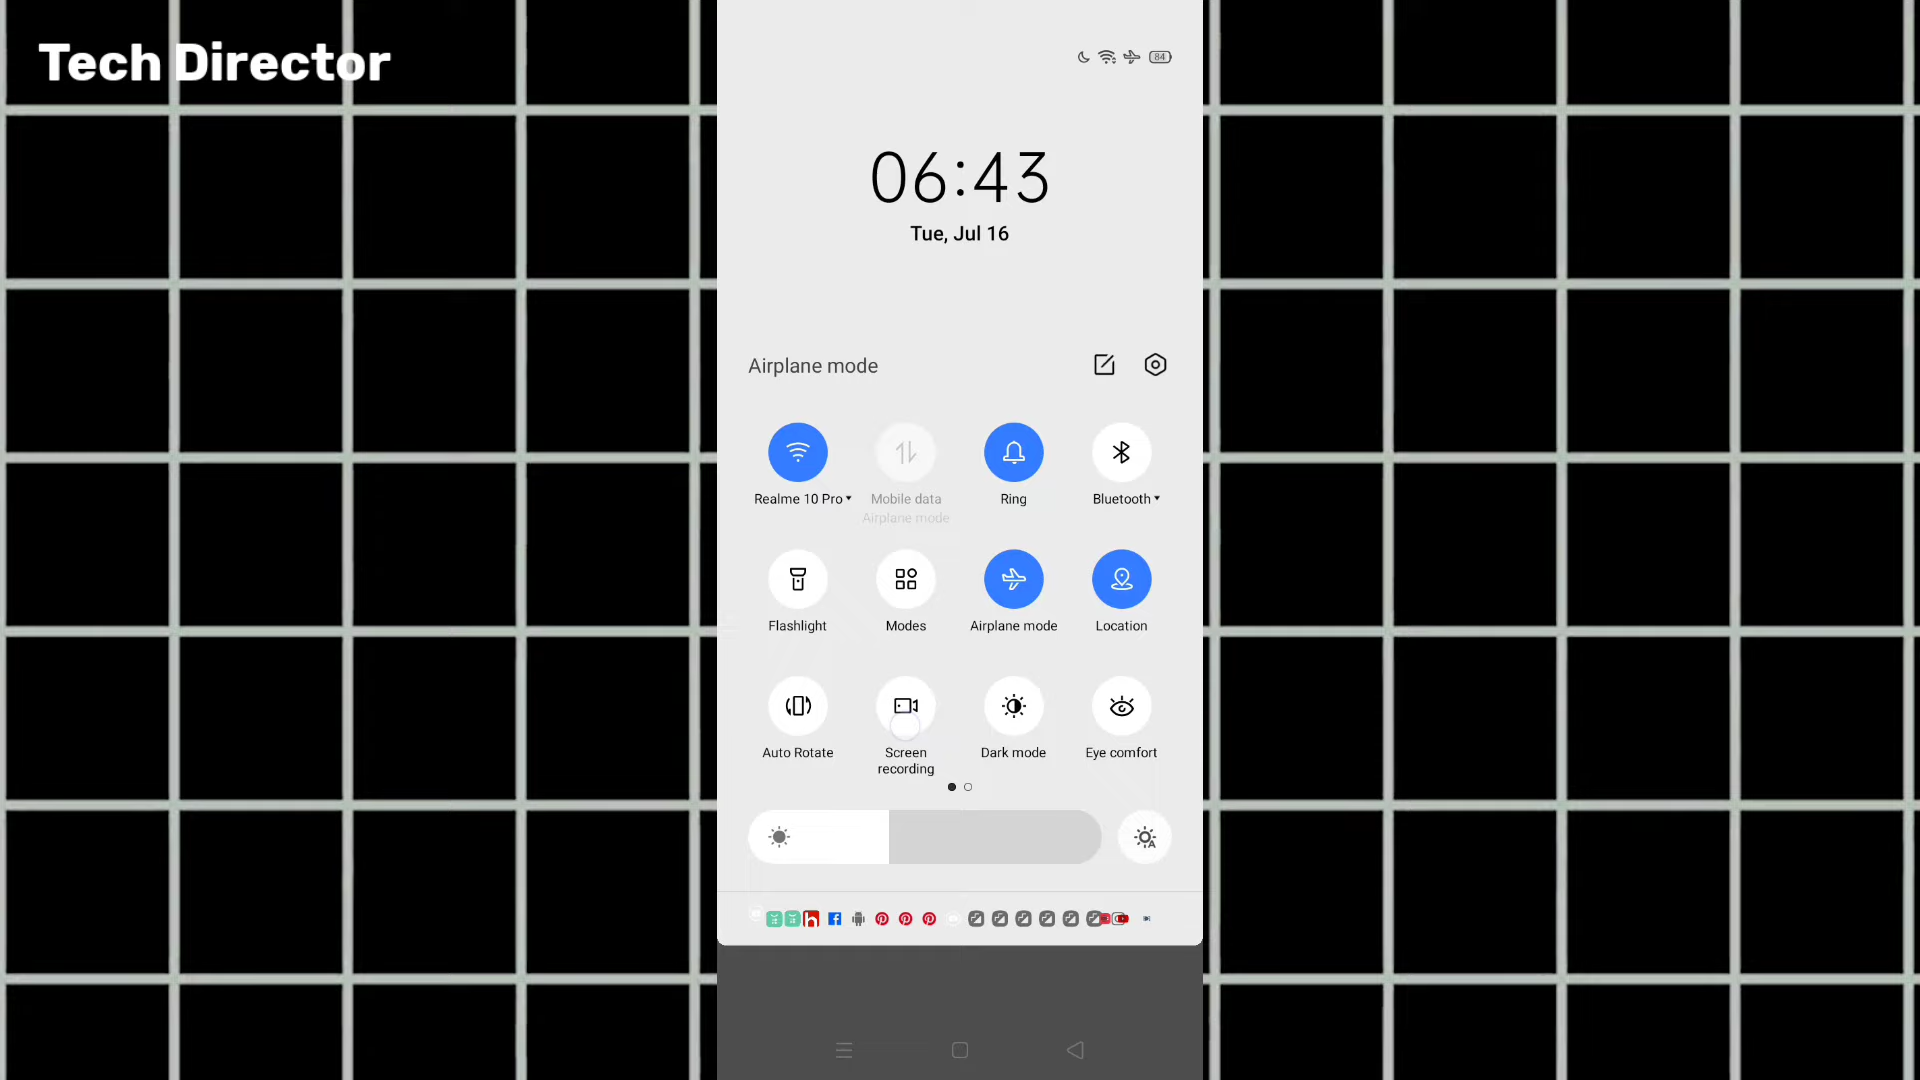 Tech Director
84
06:43
Tue, Jul 16
Airplane mode
Realme 10 Pro
Mobile data
Airplane mode
Ring
Bluetooth
Flashlight
Modes
Airplane mode
Location
Auto Rotate
Screen
recording
Dark mode
Eye comfort